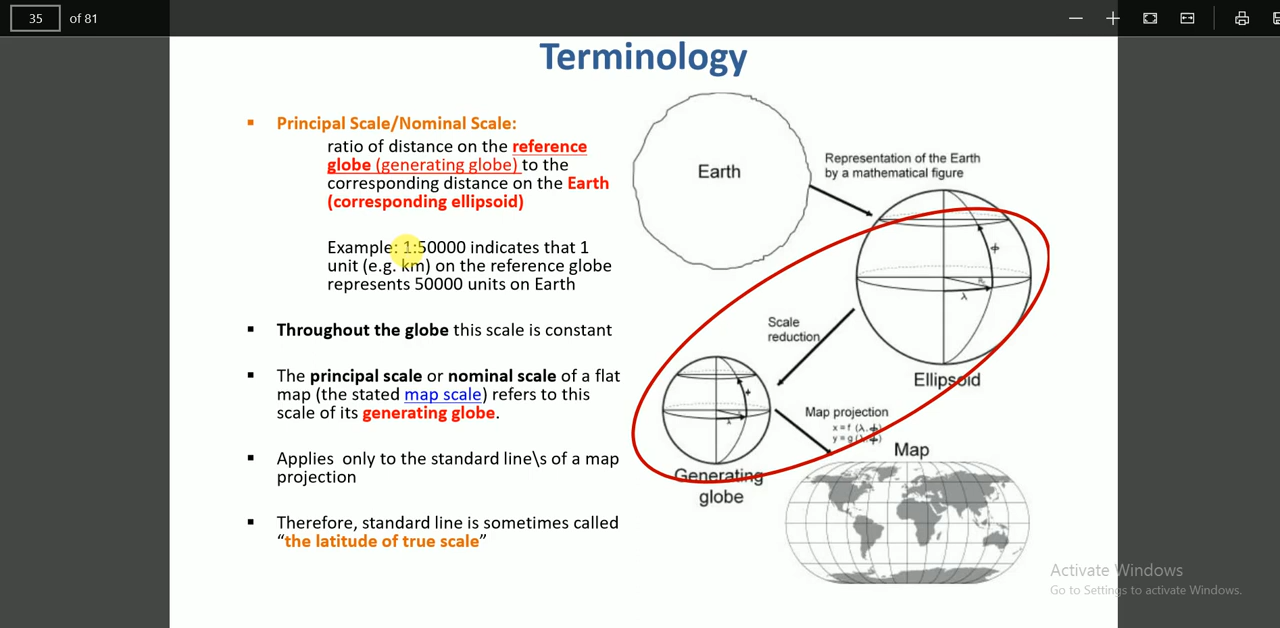 35 of 81
Terminology
▪ Principal Scale/Nominal Scale:
ratio of distance on the reference
globe (generating globe) to the
corresponding distance on the Earth
(corresponding ellipsoid)
Example: 1:50000 indicates that 1
unit (e.g. km) on the reference globe
represents 50000 units on Earth
▪ Throughout the globe this scale is constant
▪ The principal scale or nominal scale of a flat
map (the stated map scale) refers to this
scale of its generating globe.
▪ Applies only to the standard line\s of a map
projection
▪ Therefore, standard line is sometimes called
“the latitude of true scale”
Earth
Representation of the Earth
by a mathematical figure
ϕ
λ
Ellipsoid
Scale
reduction
ϕ
λ
Generating
globe
Map projection
x = f (λ, ϕ)
y = g (λ, ϕ)
Map
Activate Windows
Go to Settings to activate Windows.